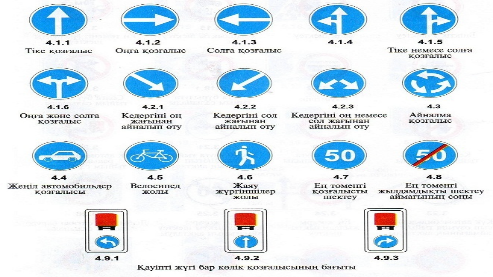 4.1.1 4.1.2 4.1.3 4.1.4 4.1.5
Тіке қозғалыс Оңға қозғалыс Солға қозғалыс Тіке немесе солға
қозғалыс
4.1.6 4.2.1 4.2.2 4.2.3 4.3
Оңға және солға Кедергіні оң Кедергіні сол Кедергіні оң немесе Айналма
қозғалыс жағынан жағынан сол жағынан қозғалыс
айналып өту айналып өту айналып өту
50 50
4.4 4.5 4.6 4.7 4.8
Жеңіл автомобильдер Велосипед Жаяу Ең төменгі Ең төменгі
қозғалысы жолы жүргіншілер қозғалысты жылдамдықты шектеу
жолы шектеу аймағының соңы
4.9.1 4.9.2 4.9.3
Қауіпті жүгі бар көлік қозғалысының бағыты